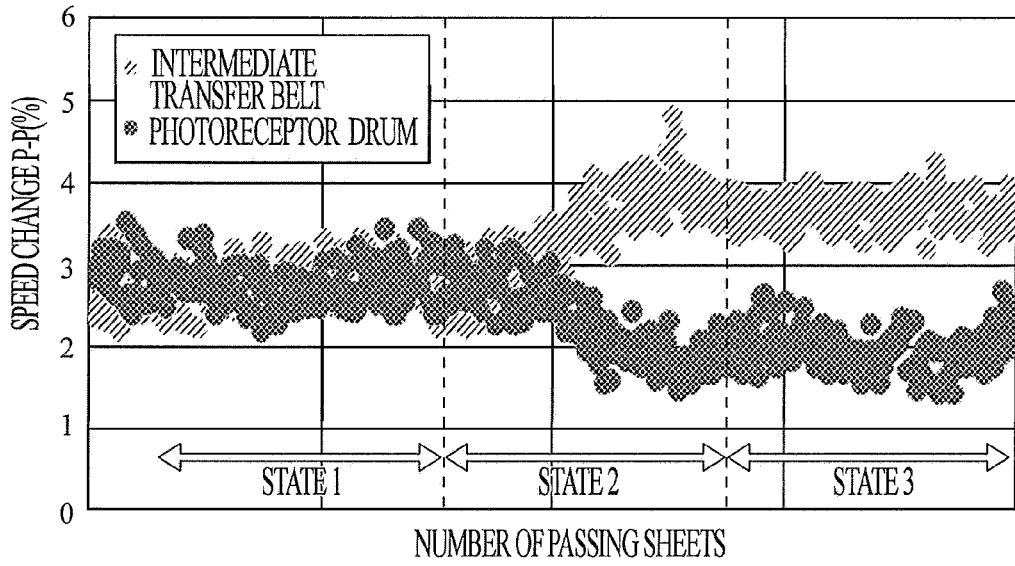 6
5
4
3
2
1
0
SPEED CHANGE P-P(%)
INTERMEDIATE
TRANSFER BELT
PHOTORECEPTOR DRUM
STATE 1
STATE 2
STATE 3
NUMBER OF PASSING SHEETS